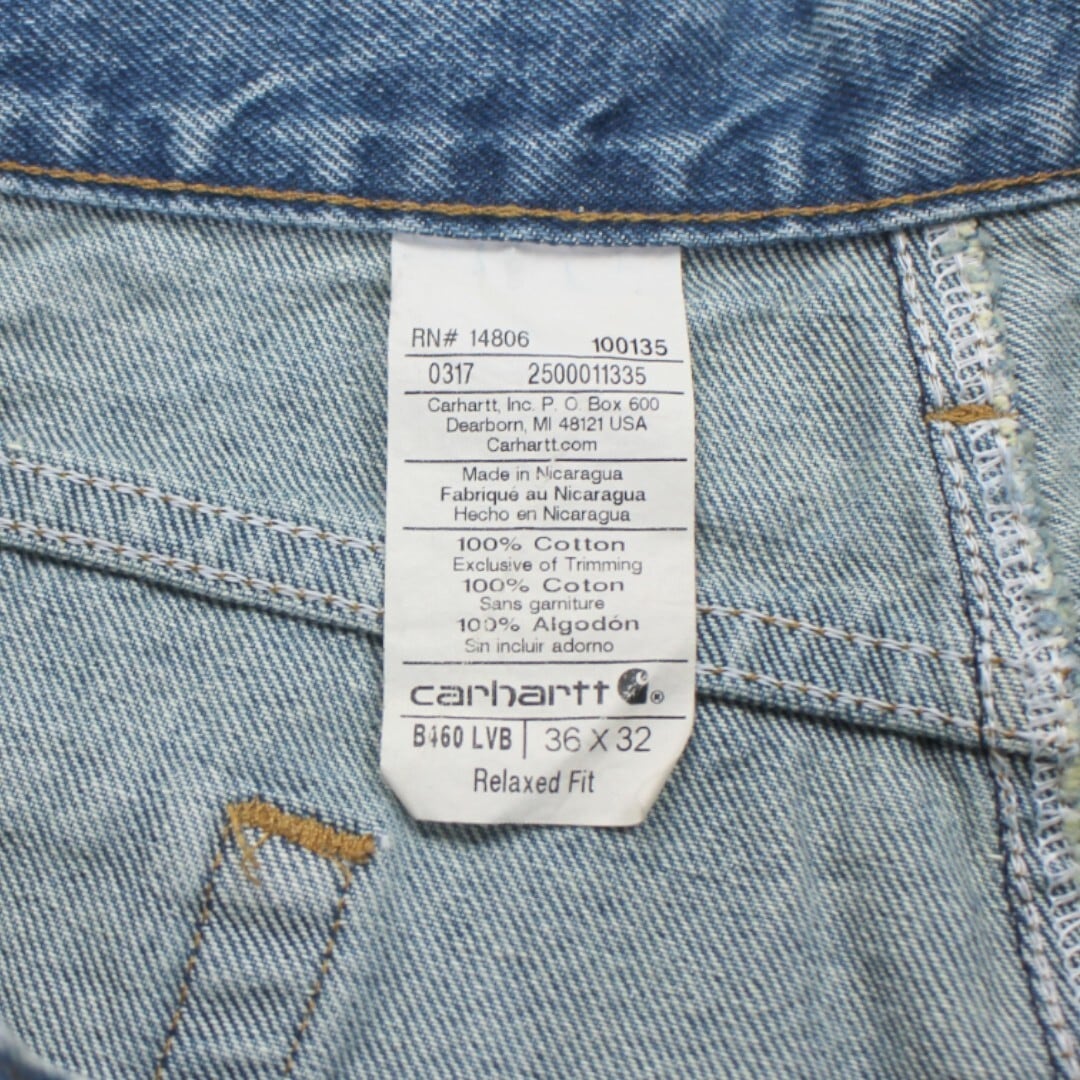 RN# 14806 100135
0317 2500011335
Carhartt, Inc. P. O. Box 600
Dearborn, MI 48121 USA
Carhartt.com
Made in Nicaragua
Fabriqué au Nicaragua
Hecho en Nicaragua
100% Cotton
Exclusive of Trimming
100% Coton
Sans garniture
100% Algodón
Sin incluir adorno
carhartt ®
B460 LVB | 36 X 32
Relaxed Fit